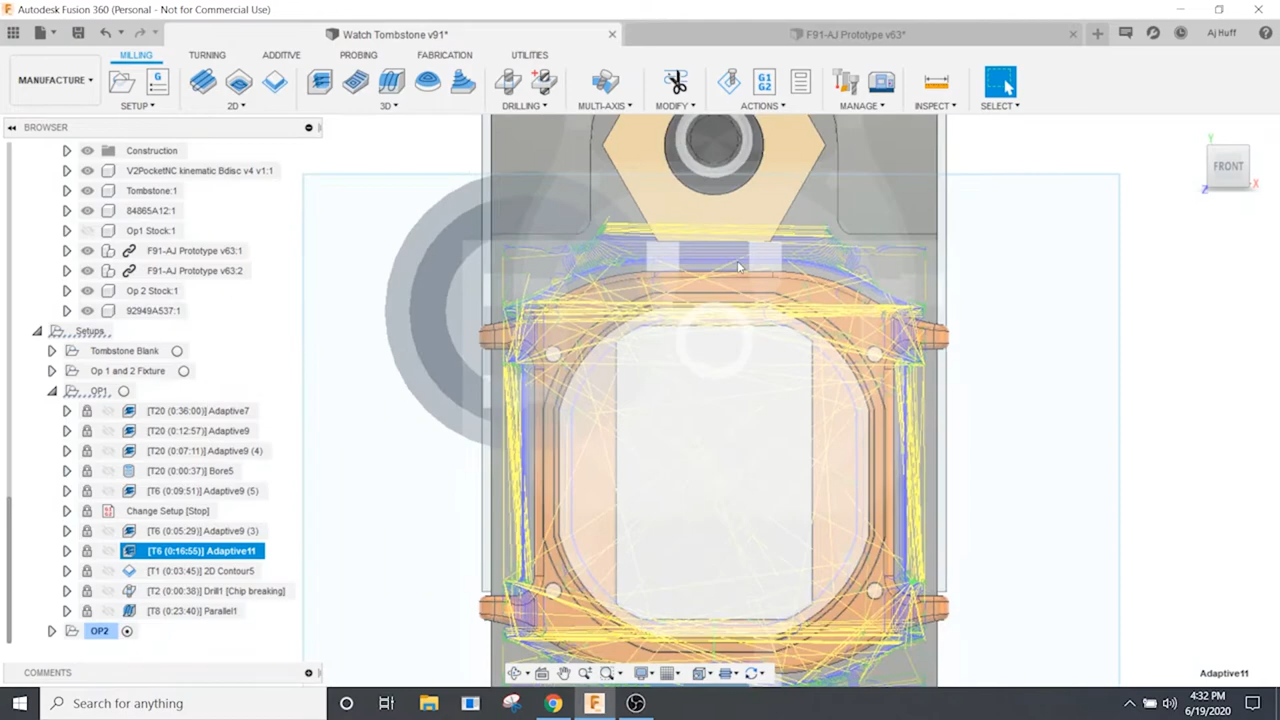 Autodesk Fusion 360 (Personal - Not for Commercial Use)
Watch Tombstone v91*
F91-AJ Prototype v63*
Aj Huff
MILLING
TURNING
ADDITIVE
PROBING
FABRICATION
UTILITIES
MANUFACTURE
G
G1
G2
SETUP
2D
3D
DRILLING
MULTI-AXIS
MODIFY
ACTIONS
MANAGE
INSPECT
SELECT
BROWSER
Construction
V2PocketNC kinematic Bdisc v4 v1:1
Tombstone:1
84865A12:1
Op1 Stock:1
F91-AJ Prototype v63:1
F91-AJ Prototype v63:2
Op 2 Stock:1
92949A537:1
Setups
Tombstone Blank
Op 1 and 2 Fixture
OP1
[T20 (0:36:00)] Adaptive7
[T20 (0:12:57)] Adaptive9
[T20 (0:07:11)] Adaptive9 (4)
[T20 (0:00:37)] Bore5
[T6 (0:09:51)] Adaptive9 (5)
Change Setup [Stop]
[T6 (0:05:29)] Adaptive9 (3)
[T6 (0:16:55)] Adaptive11
[T1 (0:03:45)] 2D Contour5
[T2 (0:00:38)] Drill1 [Chip breaking]
[T8 (0:23:40)] Parallel1
OP2
Y
FRONT
Z
X
COMMENTS
Adaptive11
Search for anything
4:32 PM
6/19/2020